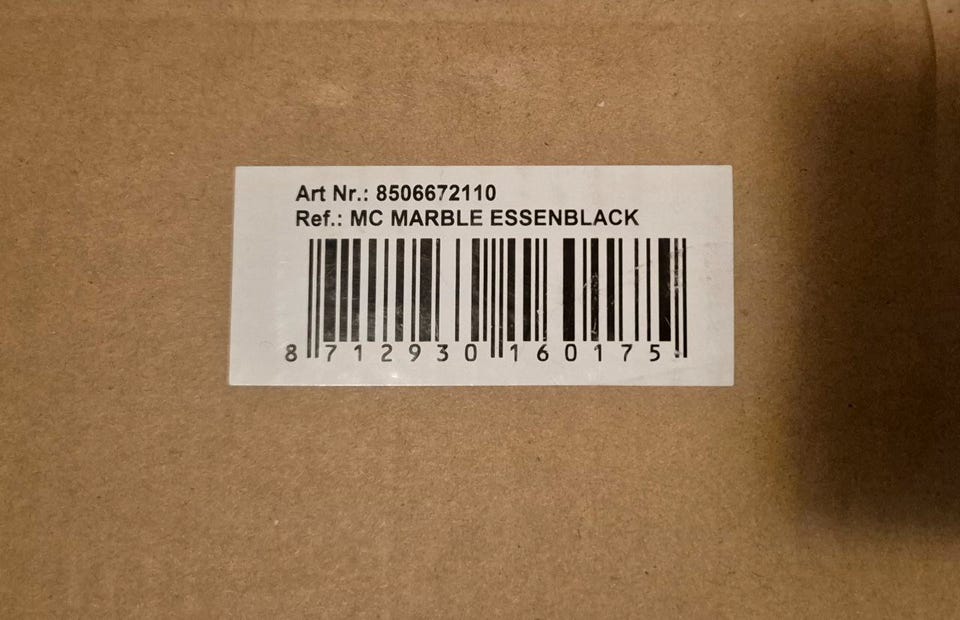 Art Nr.: 8506672110
Ref.: MC MARBLE ESSENBLACK
8 712930 160175